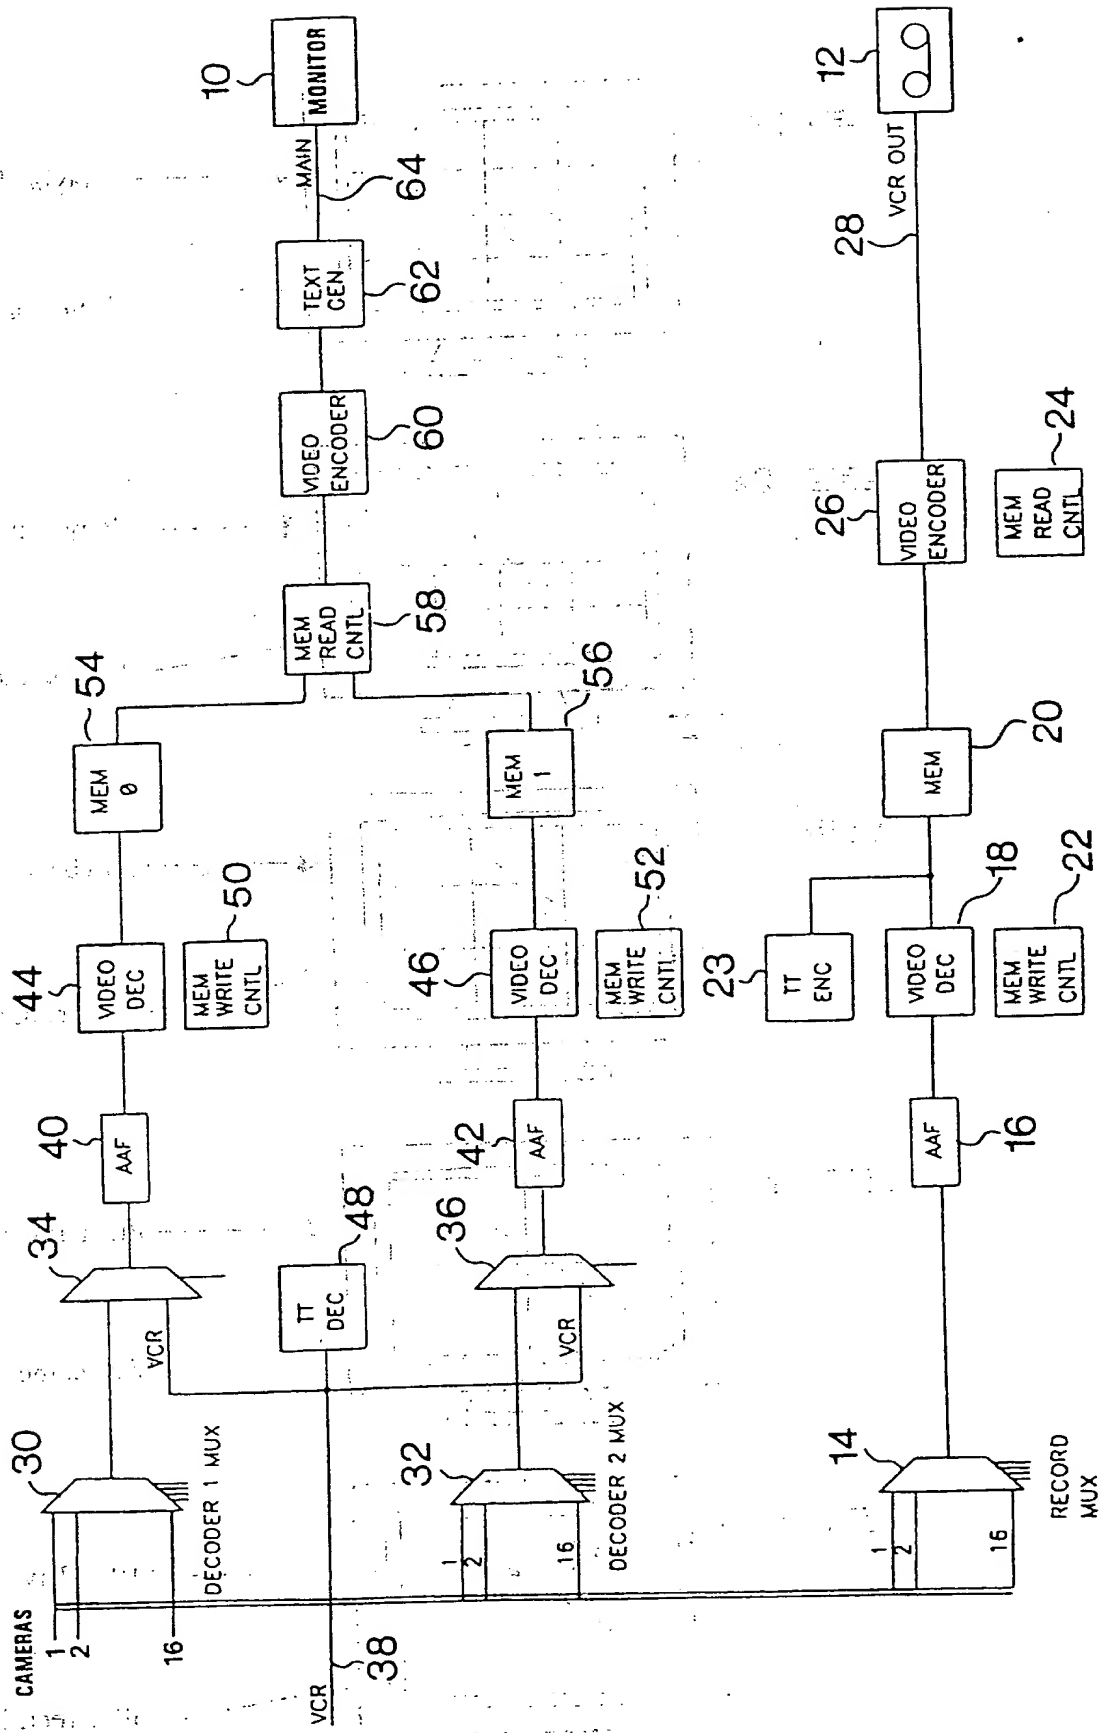 CAMERAS
1
2
16
30
DECODER 1 MUX
34
VCR
40
AAF
44
VIDEO
DEC
50
MEM
WRITE
CNTL
54
MEM
0
VCR
38
TT
DEC
48
58
MEM
READ
CNTL
60
VIDEO
ENCODER
62
TEXT
GEN
MAIN
64
10
MONITOR
1
2
16
32
DECODER 2 MUX
36
VCR
42
AAF
46
VIDEO
DEC
52
MEM
WRITE
CNTL
56
MEM
1
1
2
16
14
RECORD
MUX
16
AAF
23
TT
ENC
18
VIDEO
DEC
22
MEM
WRITE
CNTL
20
MEM
26
VIDEO
ENCODER
24
MEM
READ
CNTL
28
VCR OUT
12